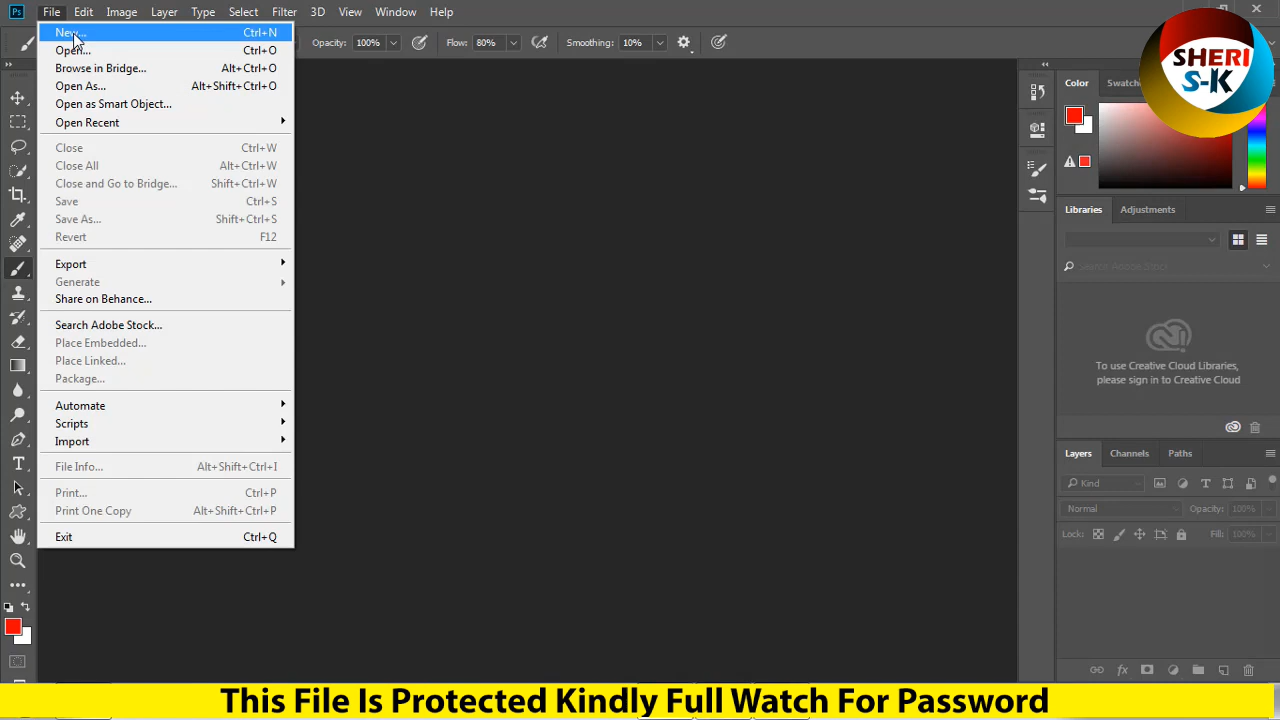 Ps File Edit Image Layer Type Select Filter 3D View Window Help
Opacity: 100% Flow: 80% Smoothing: 10%
New... Ctrl+N
Open... Ctrl+O
Browse in Bridge... Alt+Ctrl+O
Open As... Alt+Shift+Ctrl+O
Open as Smart Object...
Open Recent
Close Ctrl+W
Close All Alt+Ctrl+W
Close and Go to Bridge... Shift+Ctrl+W
Save Ctrl+S
Save As... Shift+Ctrl+S
Revert F12
Export
Generate
Share on Behance...
Search Adobe Stock...
Place Embedded...
Place Linked...
Package...
Automate
Scripts
Import
File Info... Alt+Shift+Ctrl+I
Print... Ctrl+P
Print One Copy Alt+Shift+Ctrl+P
Exit Ctrl+Q
SHERI
S-K
Color Swatch
Libraries Adjustments
Search Adobe Stock
To use Creative Cloud Libraries,
please sign in to Creative Cloud
Layers Channels Paths
Kind
Normal Opacity: 100%
Lock: Fill: 100%
This File Is Protected Kindly Full Watch For Password